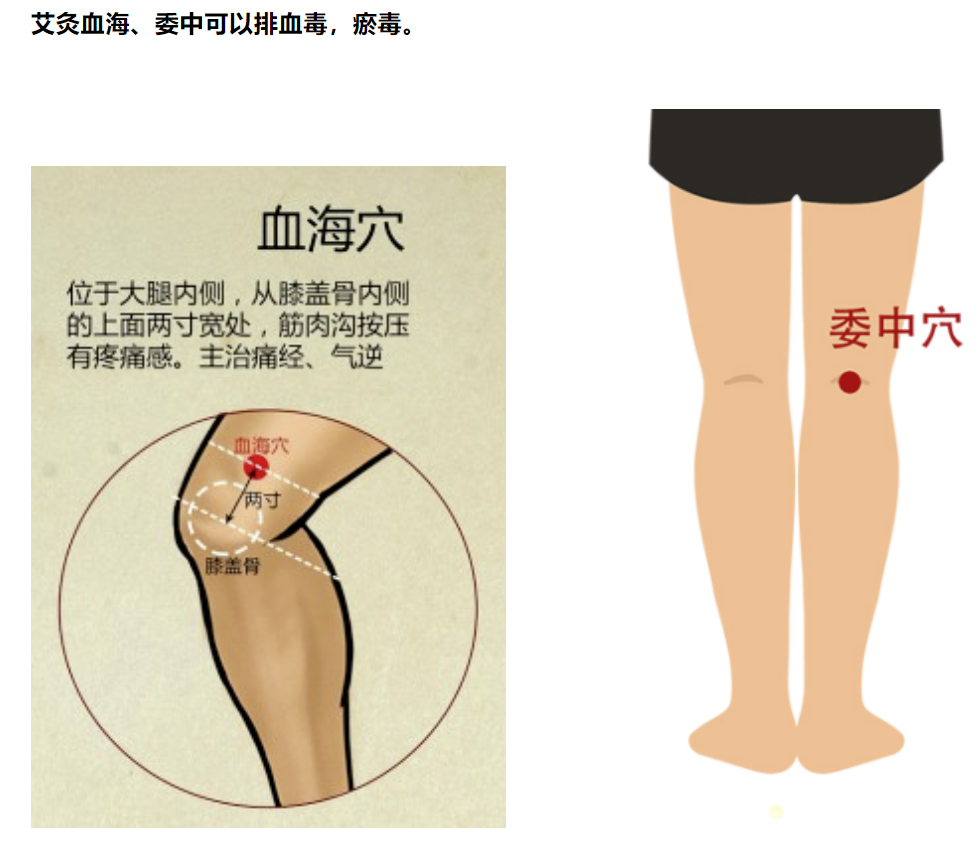 艾灸血海、委中可以排血毒，瘀毒。
血海穴
位于大腿内侧，从膝盖骨内侧
的上面两寸宽处，筋肉沟按压
有疼痛感。主治痛经、气逆
血海穴
两寸
膝盖骨
委中穴